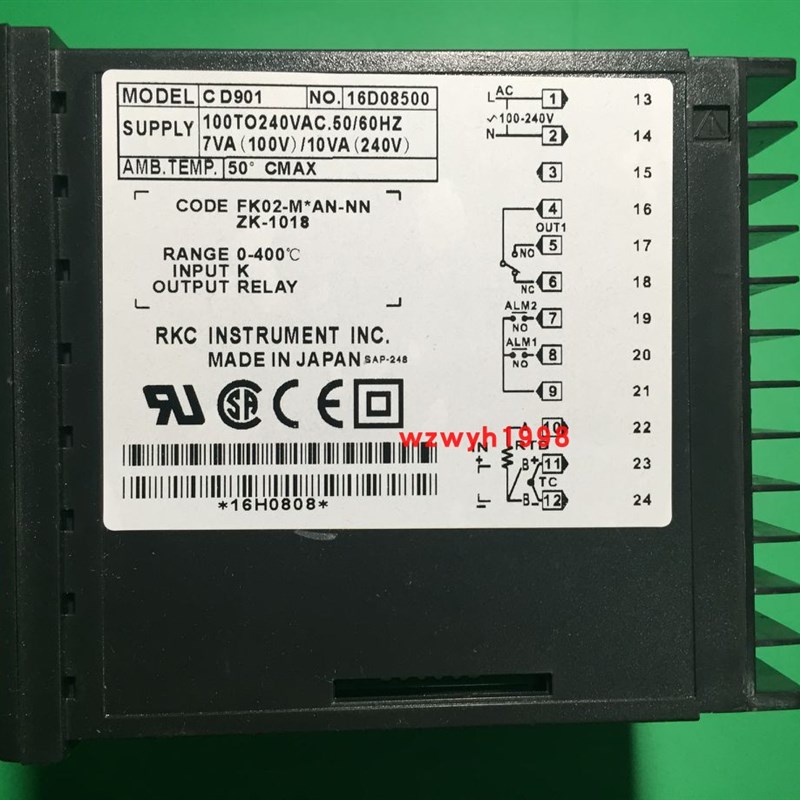 MODEL CD901 NO. 16D08500
SUPPLY 100TO240VAC.50/60HZ
7VA(100V)/10VA(240V)
AMB.TEMP. 50° CMAX
CODE FK02-M*AN-NN
ZK-1018
RANGE 0-400℃
INPUT K
OUTPUT RELAY
RKC INSTRUMENT INC.
MADE IN JAPAN SAP-248
*16H0808*
L AC 1 13
~100-240V
N 2 14
3 15
4 16
OUT1
NO 5 17
NC 6 18
ALM2 7 19
NO
ALM1 8 20
NO
9 21
wzwyh1998
A 10 22
IN RTD
B + 11 23
TC
B - 12 24